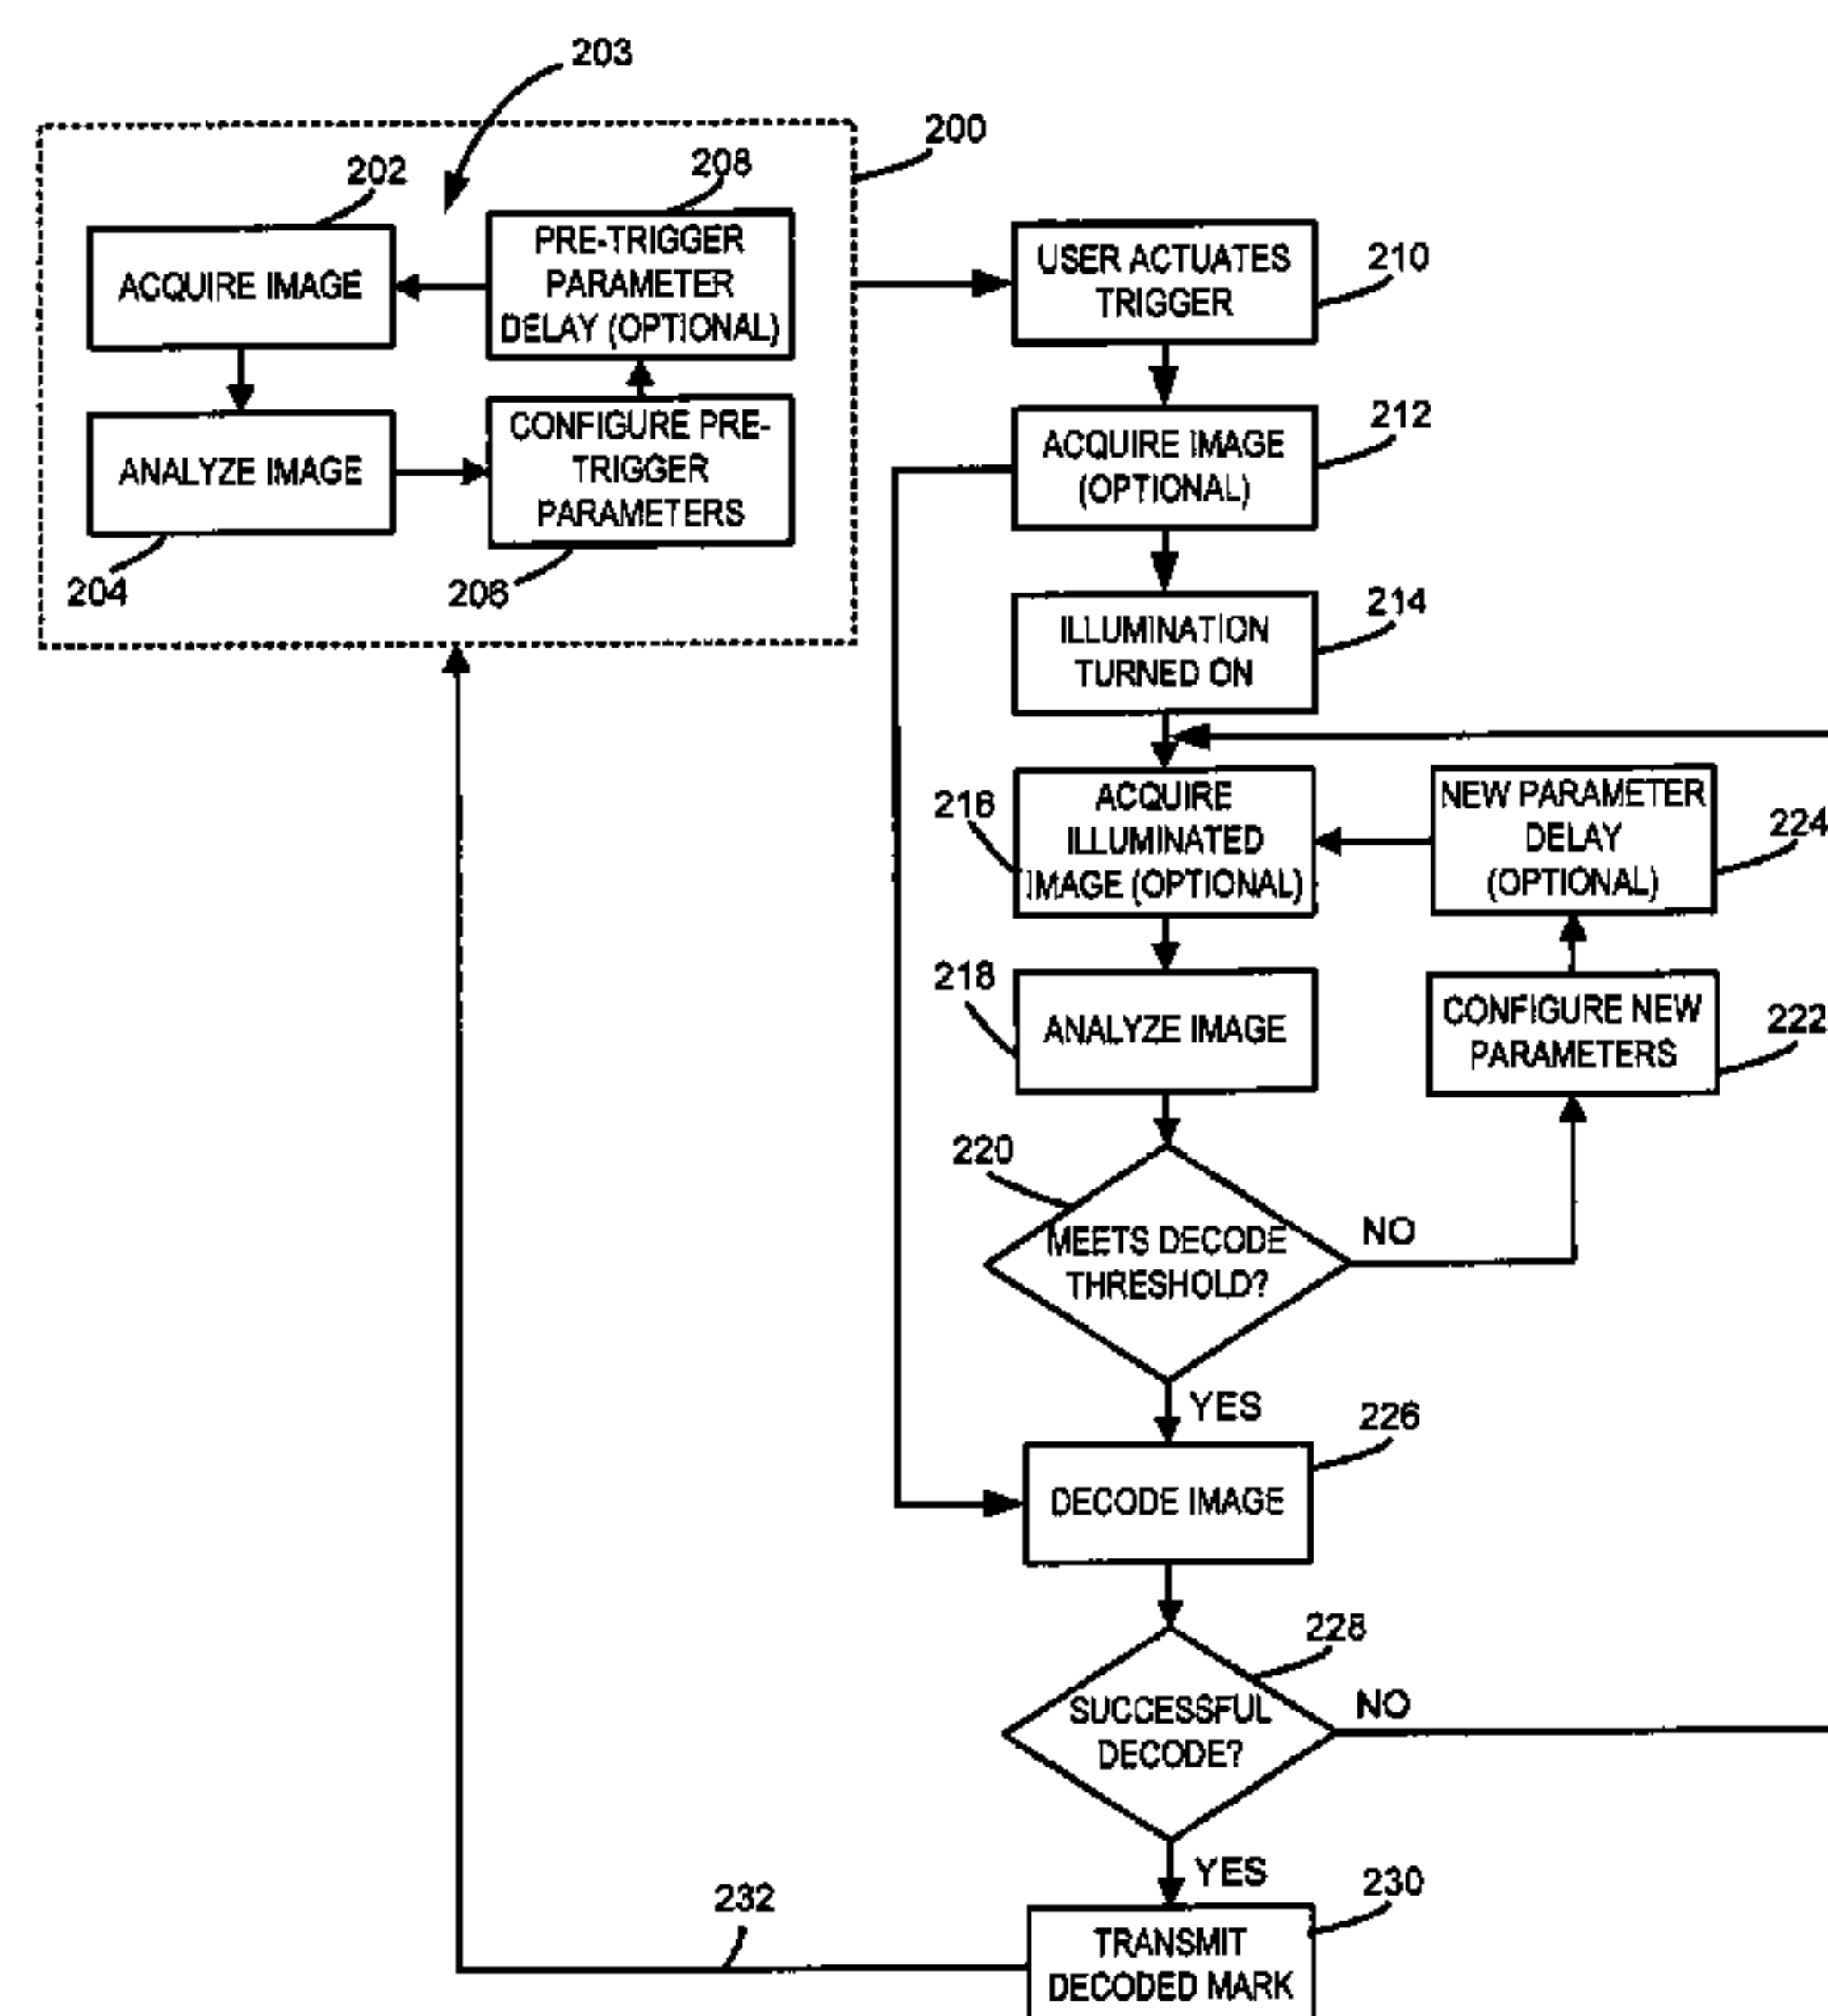 203
200
202
208
ACQUIRE IMAGE
PRE-TRIGGER
PARAMETER
DELAY (OPTIONAL)
ANALYZE IMAGE
CONFIGURE PRE-
TRIGGER
PARAMETERS
204
206
USER ACTUATES
TRIGGER
210
ACQUIRE IMAGE
(OPTIONAL)
212
ILLUMINATION
TURNED ON
214
216
ACQUIRE
ILLUMINATED
IMAGE (OPTIONAL)
NEW PARAMETER
DELAY
(OPTIONAL)
224
218
ANALYZE IMAGE
CONFIGURE NEW
PARAMETERS
222
220
MEETS DECODE
THRESHOLD?
NO
YES
226
DECODE IMAGE
228
SUCCESSFUL
DECODE?
NO
YES
230
232
TRANSMIT
DECODED MARK